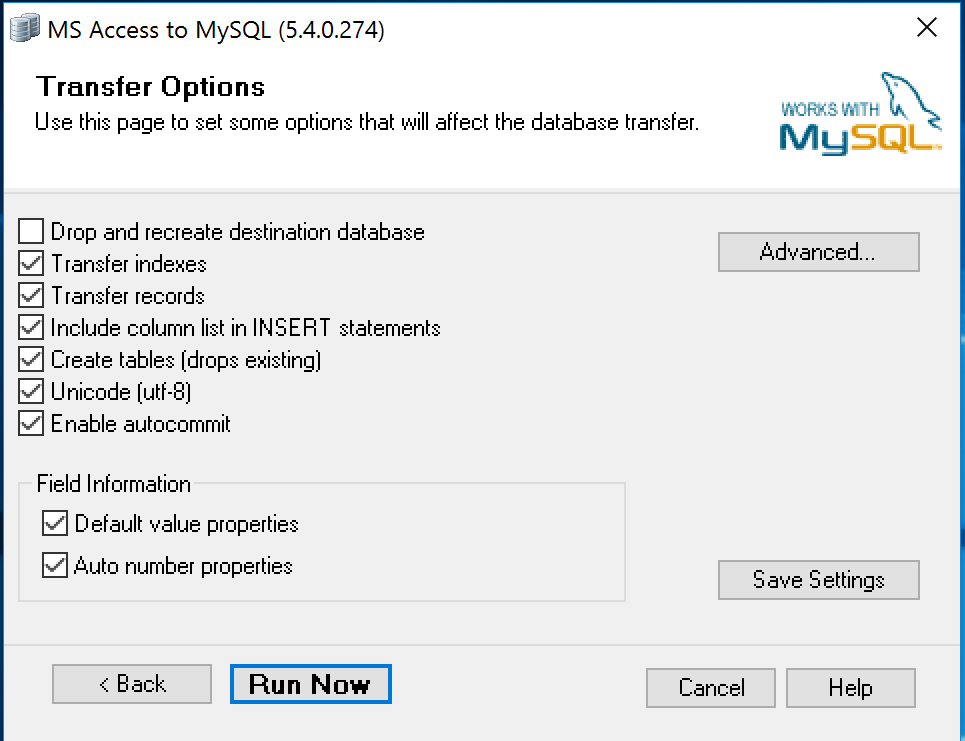 MS Access to MySQL (5.4.0.274)
Transfer Options
Use this page to set some options that will affect the database transfer.
WORKS WITH
MySQL
Drop and recreate destination database
Advanced...
Transfer indexes
Transfer records
Include column list in INSERT statements
Create tables (drops existing)
Unicode (utf-8)
Enable autocommit
Field Information
Default value properties
Auto number properties
Save Settings
< Back
Run Now
Cancel
Help